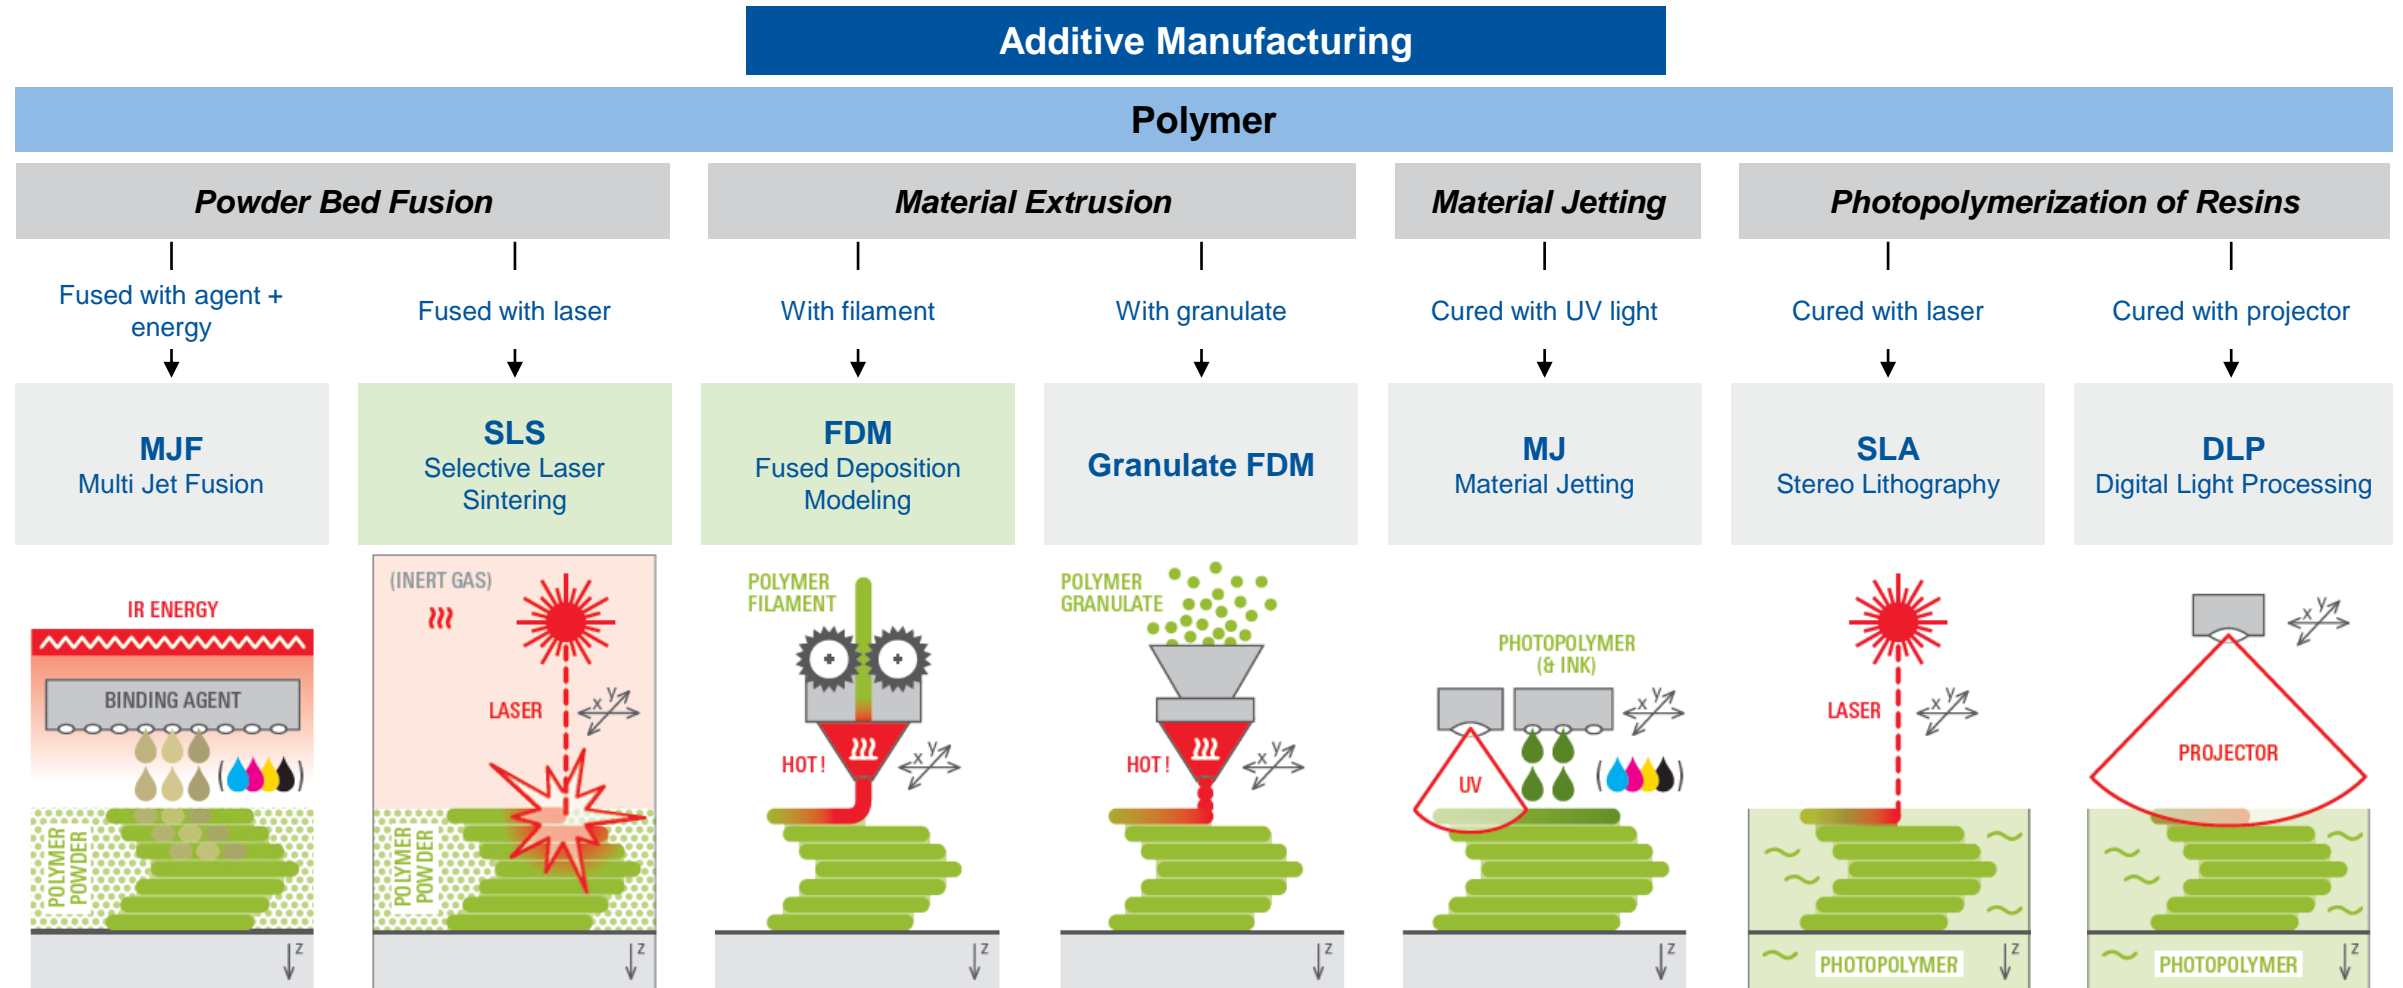 Additive Manufacturing
Polymer
Powder Bed Fusion
Material Extrusion
Material Jetting
Photopolymerization of Resins
Fused with agent +
energy
Fused with laser
With filament
With granulate
Cured with UV light
Cured with laser
Cured with projector
MJF
Multi Jet Fusion
SLS
Selective Laser
Sintering
FDM
Fused Deposition
Modeling
Granulate FDM
MJ
Material Jetting
SLA
Stereo Lithography
DLP
Digital Light Processing
IR ENERGY
BINDING AGENT
( )
POLYMER
POWDER
z
(INERT GAS)
LASER
x y
POLYMER
POWDER
z
POLYMER
FILAMENT
HOT!
x y
z
POLYMER
GRANULATE
HOT!
x y
z
PHOTOPOLYMER
(& INK)
x y
UV
( )
z
LASER
x y
PHOTOPOLYMER
z
x y
PROJECTOR
PHOTOPOLYMER
z